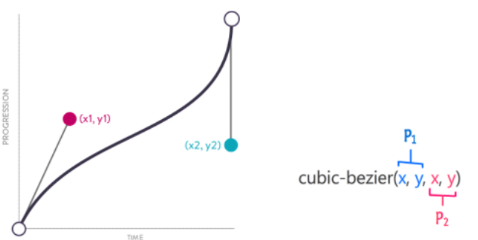 PROGRESSION
(x1, y1)
(x2, y2)
TIME
P1
cubic-bezier(x, y, x, y)
P2